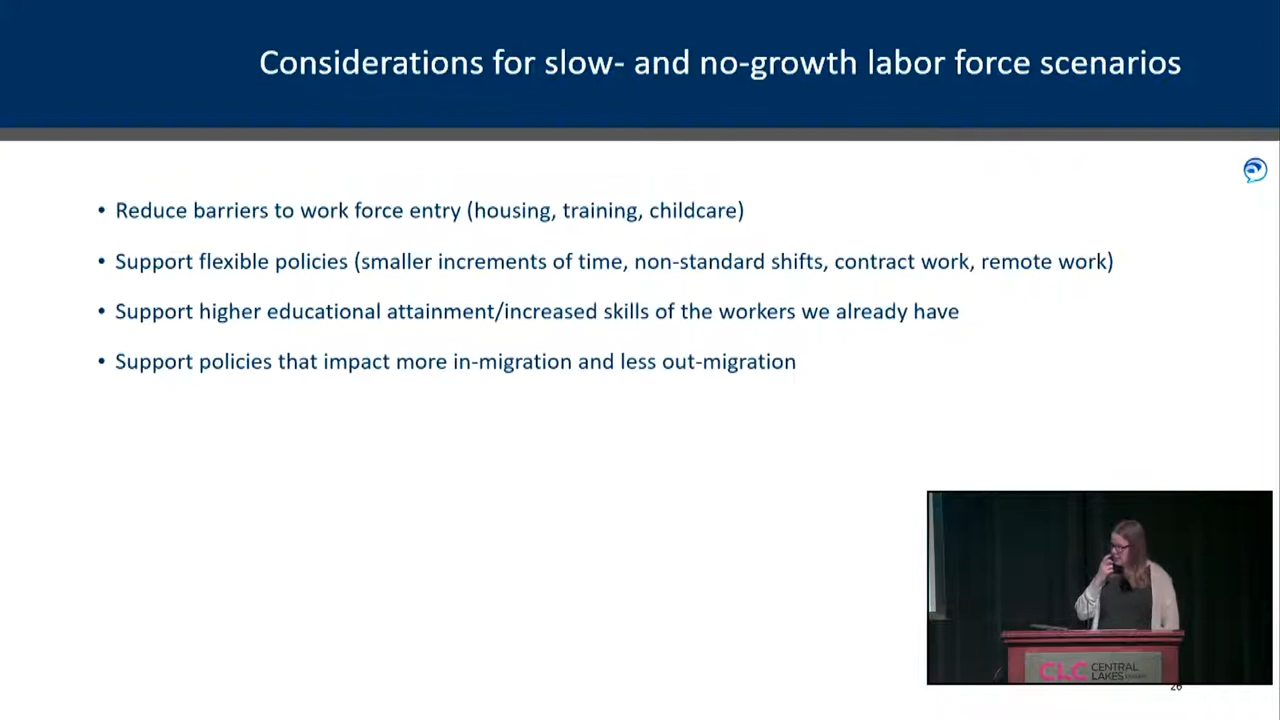 Considerations for slow- and no-growth labor force scenarios
• Reduce barriers to work force entry (housing, training, childcare)
• Support flexible policies (smaller increments of time, non-standard shifts, contract work, remote work)
• Support higher educational attainment/increased skills of the workers we already have
• Support policies that impact more in-migration and less out-migration
CLC CENTRAL
LAKES
26